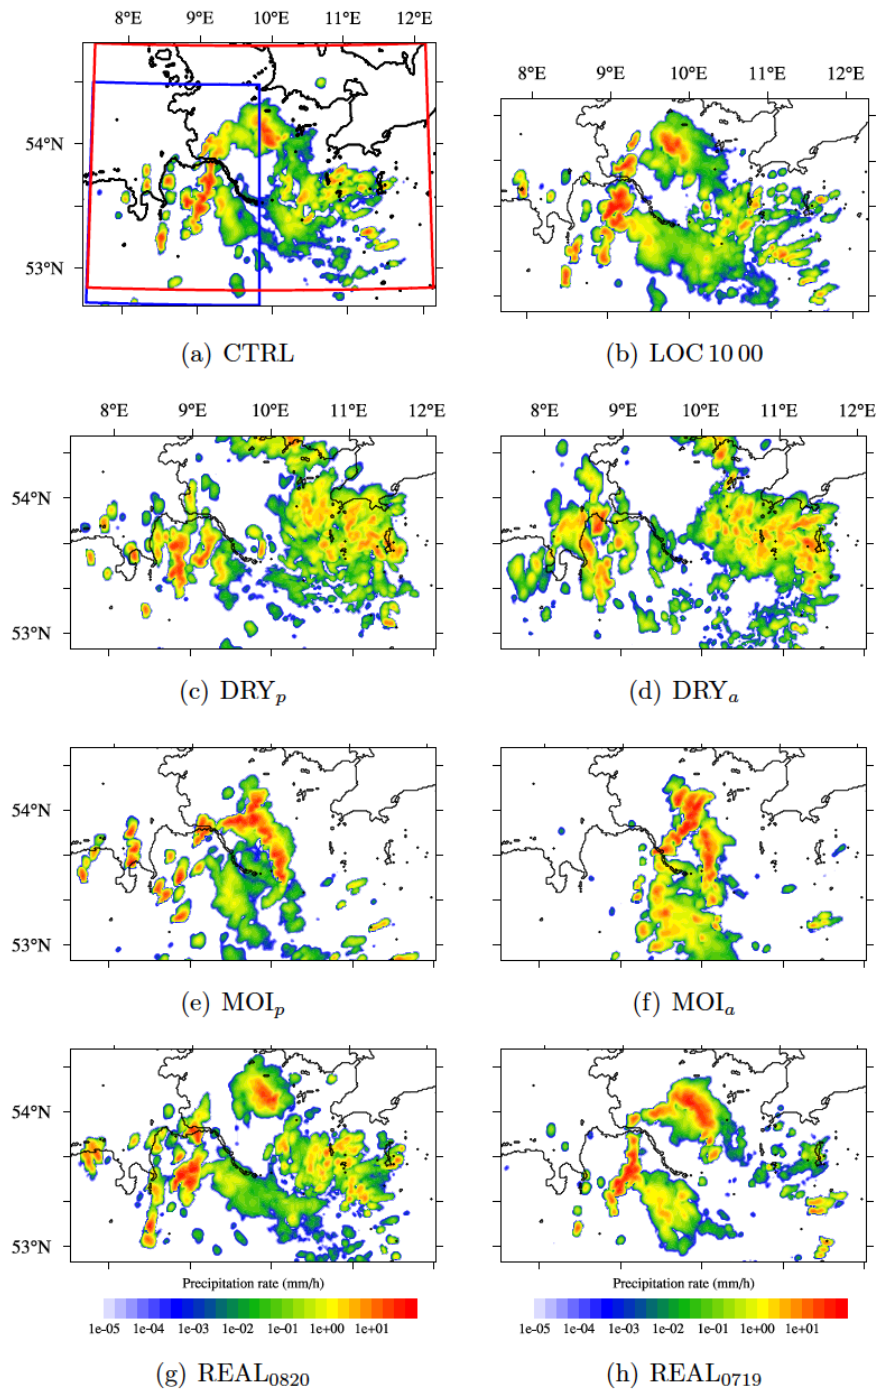 8°E 9°E 10°E 11°E 12°E
8°E 9°E 10°E 11°E 12°E
54°N
53°N
(a) CTRL
(b) LOC 10 00
8°E 9°E 10°E 11°E 12°E
8°E 9°E 10°E 11°E 12°E
54°N
53°N
(c) DRYp
(d) DRYa
54°N
53°N
(e) MOIp
(f) MOIa
54°N
53°N
Precipitation rate (mm/h)
Precipitation rate (mm/h)
1e-05 1e-04 1e-03 1e-02 1e-01 1e+00 1e+01
1e-05 1e-04 1e-03 1e-02 1e-01 1e+00 1e+01
(g) REAL0820
(h) REAL0719